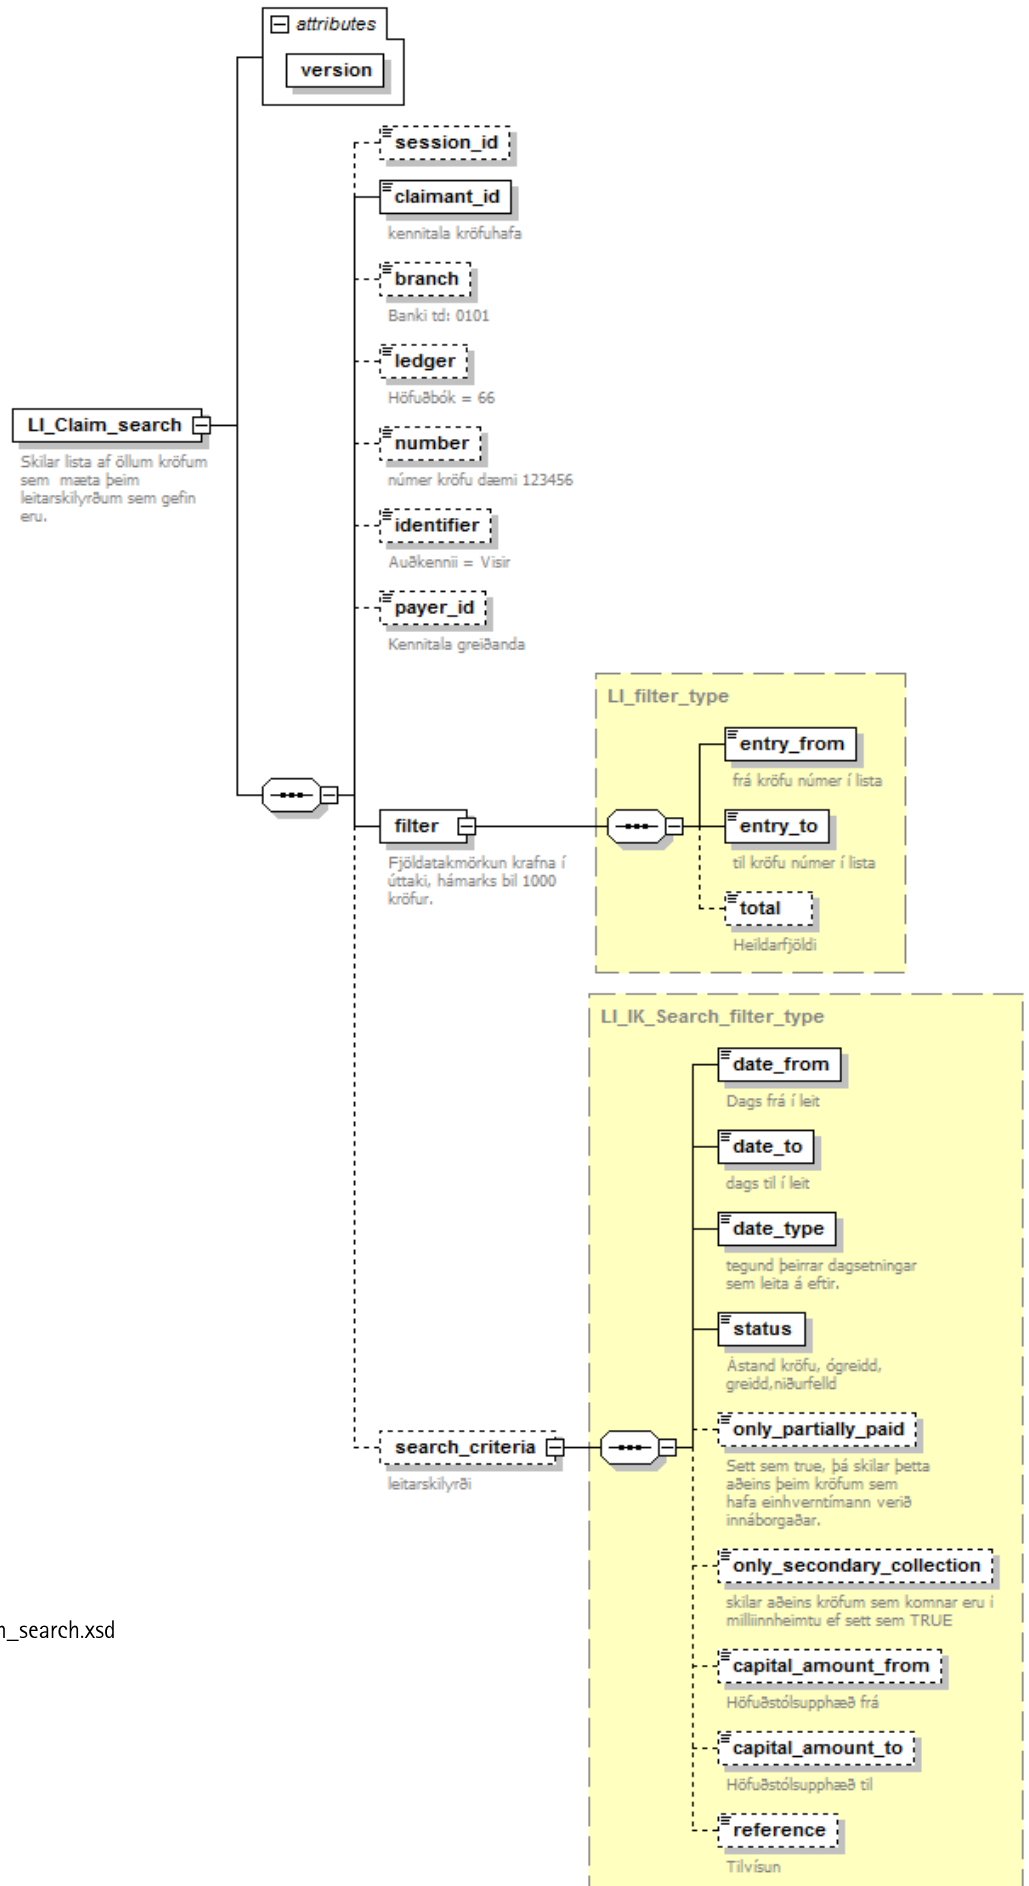 attributes
version
session_id
claimant_id
kennitala kröfuhafa
branch
Banki td: 0101
ledger
Höfuðbók = 66
LI_Claim_search
Skilar lista af öllum kröfum
sem mæta þeim
leitarskilyrðum sem gefin
eru.
number
númer kröfu dæmi 123456
identifier
Auðkennii = Visir
payer_id
Kennitala greiðanda
LI_filter_type
entry_from
frá kröfu númer í lista
filter
Fjöldatakmörkun krafna í
úttaki, hámarks bil 1000
kröfur.
entry_to
til kröfu númer í lista
total
Heildarfjöldi
LI_IK_Search_filter_type
date_from
Dags frá í leit
date_to
dags til í leit
date_type
tegund þeirrar dagsetningar
sem leita á eftir.
status
Ástand kröfu, ógreidd,
greidd,niðurfelld
search_criteria
leitarskilyrði
only_partially_paid
Sett sem true, þá skilar þetta
aðeins þeim kröfum sem
hafa einhverntímann verið
innáborgaðar.
only_secondary_collection
skilar aðeins kröfum sem komnar eru í
milliinnheimtu ef sett sem TRUE
n_search.xsd
capital_amount_from
Höfuðstólsupphæð frá
capital_amount_to
Höfuðstólsupphæð til
reference
Tilvísun